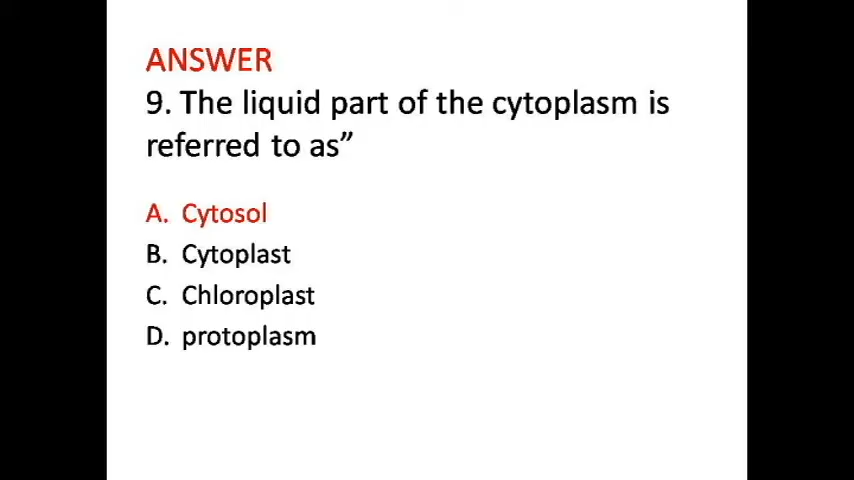 ANSWER
9. The liquid part of the cytoplasm is
referred to as”
A. Cytosol
B. Cytoplast
C. Chloroplast
D. protoplasm